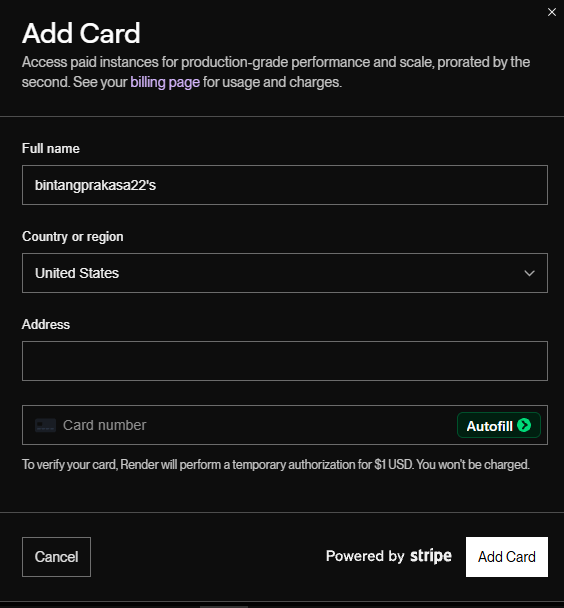 Add Card
Access paid instances for production-grade performance and scale, prorated by the
second. See your billing page for usage and charges.
Full name
bintangprakasa22's
Country or region
United States
Address
Card number
Autofill
To verify your card, Render will perform a temporary authorization for $1 USD. You won't be charged.
Cancel
Powered by stripe
Add Card